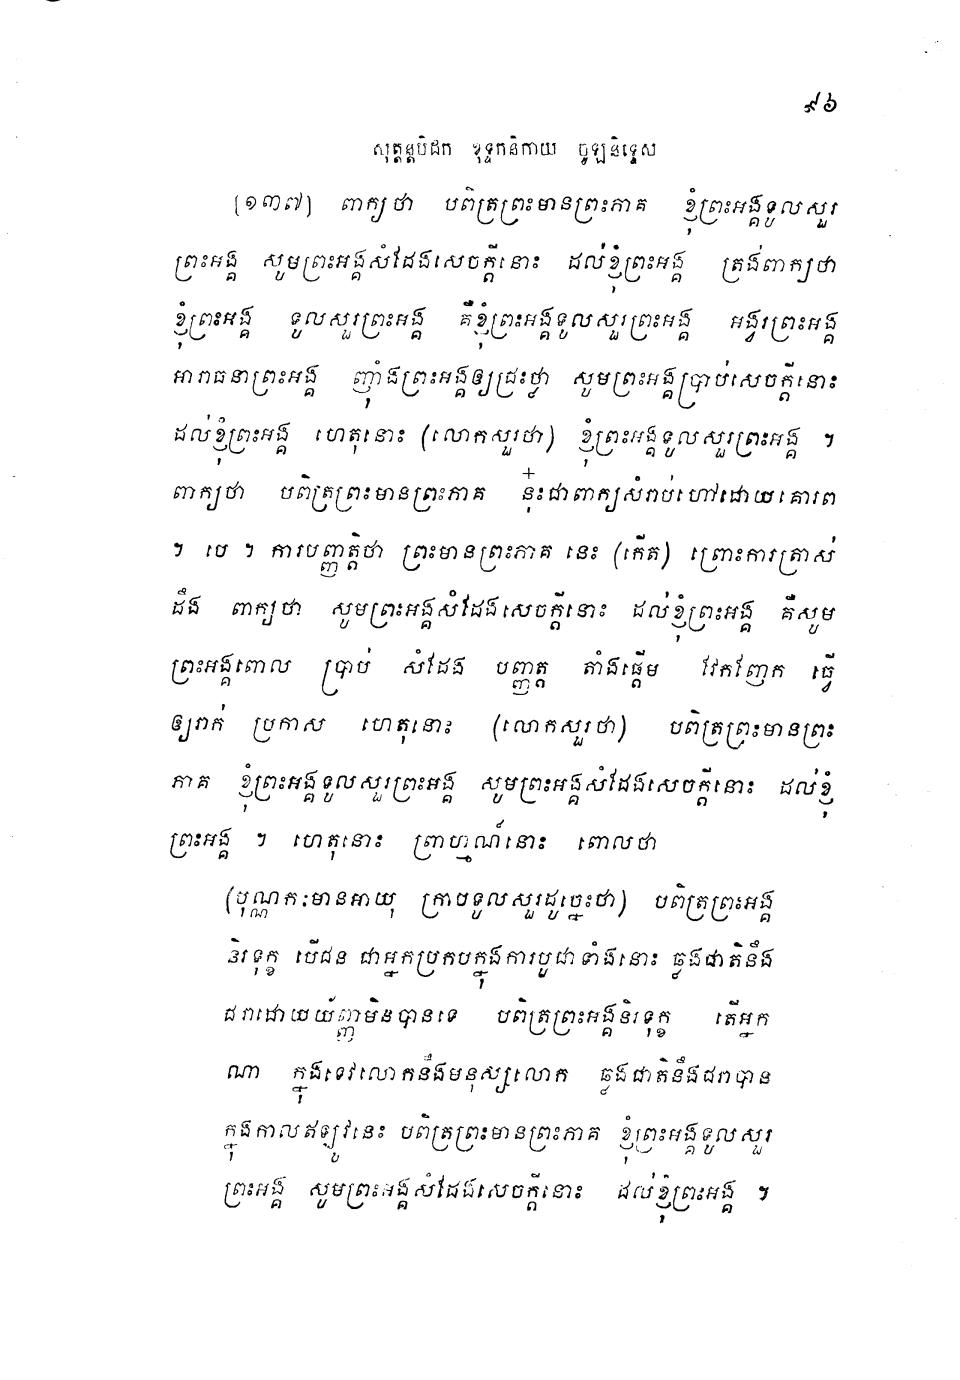 ៩៦
សុត្តន្តបិដក ខុទ្ទកនិកាយ ចូឡនិទ្ទេស
(១៣៧) ពាក្យថា បពិត្រព្រះមានព្រះភាគ ខ្ញុំព្រះអង្គទូលសួរ
ព្រះអង្គ សូមព្រះអង្គសំដែងសេចក្តីនោះ ដល់ខ្ញុំព្រះអង្គ ត្រង់ពាក្យថា
ខ្ញុំព្រះអង្គ ទូលសួរព្រះអង្គ គឺខ្ញុំព្រះអង្គទូលសួរព្រះអង្គ អង្វរព្រះអង្គ
អារាធនាព្រះអង្គ ញុំាងព្រះអង្គឲ្យជ្រះថ្លា សូមព្រះអង្គប្រាប់សេចក្តីនោះ
ដល់ខ្ញុំព្រះអង្គ ហេតុនោះ (លោកសួរថា) ខ្ញុំព្រះអង្គទូលសួរព្រះអង្គ ។
ពាក្យថា បពិត្រព្រះមានព្រះភាគ នុ៎ះជាពាក្យសំរាប់ហៅដោយគោរព
។ បេ ។ ការបញ្ញត្តិថា ព្រះមានព្រះភាគ នេះ (កើត) ព្រោះការត្រាស់
ដឹង ពាក្យថា សូមព្រះអង្គសំដែងសេចក្តីនោះ ដល់ខ្ញុំព្រះអង្គ គឺសូម
ព្រះអង្គពោល ប្រាប់ សំដែង បញ្ញត្ត តាំងផ្តើម វែកញែក ធ្វើ
ឲ្យរាក់ ប្រកាស ហេតុនោះ (លោកសួរថា) បពិត្រព្រះមានព្រះ
ភាគ ខ្ញុំព្រះអង្គទូលសួរព្រះអង្គ សូមព្រះអង្គសំដែងសេចក្តីនោះ ដល់ខ្ញុំ
ព្រះអង្គ ។ ហេតុនោះ ព្រាហ្មណ៍នោះ ពោលថា
(បុណ្ណកៈមានអាយុ ក្រាបទូលសួរដូច្នេះថា) បពិត្រព្រះអង្គ
និរទុក្ខ បើជន ជាអ្នកប្រកបក្នុងការបូជាទាំងនោះ ឆ្លងជាតិនឹង
ជរាដោយយ័ញ្ញមិនបានទេ បពិត្រព្រះអង្គនិរទុក្ខ តើអ្នក
ណា ក្នុងទេវលោកនឹងមនុស្សលោក ឆ្លងជាតិនឹងជរាបាន
ក្នុងកាលឥឡូវនេះ បពិត្រព្រះមានព្រះភាគ ខ្ញុំព្រះអង្គទូលសួរ
ព្រះអង្គ សូមព្រះអង្គសំដែងសេចក្តីនោះ ដល់ខ្ញុំព្រះអង្គ ។